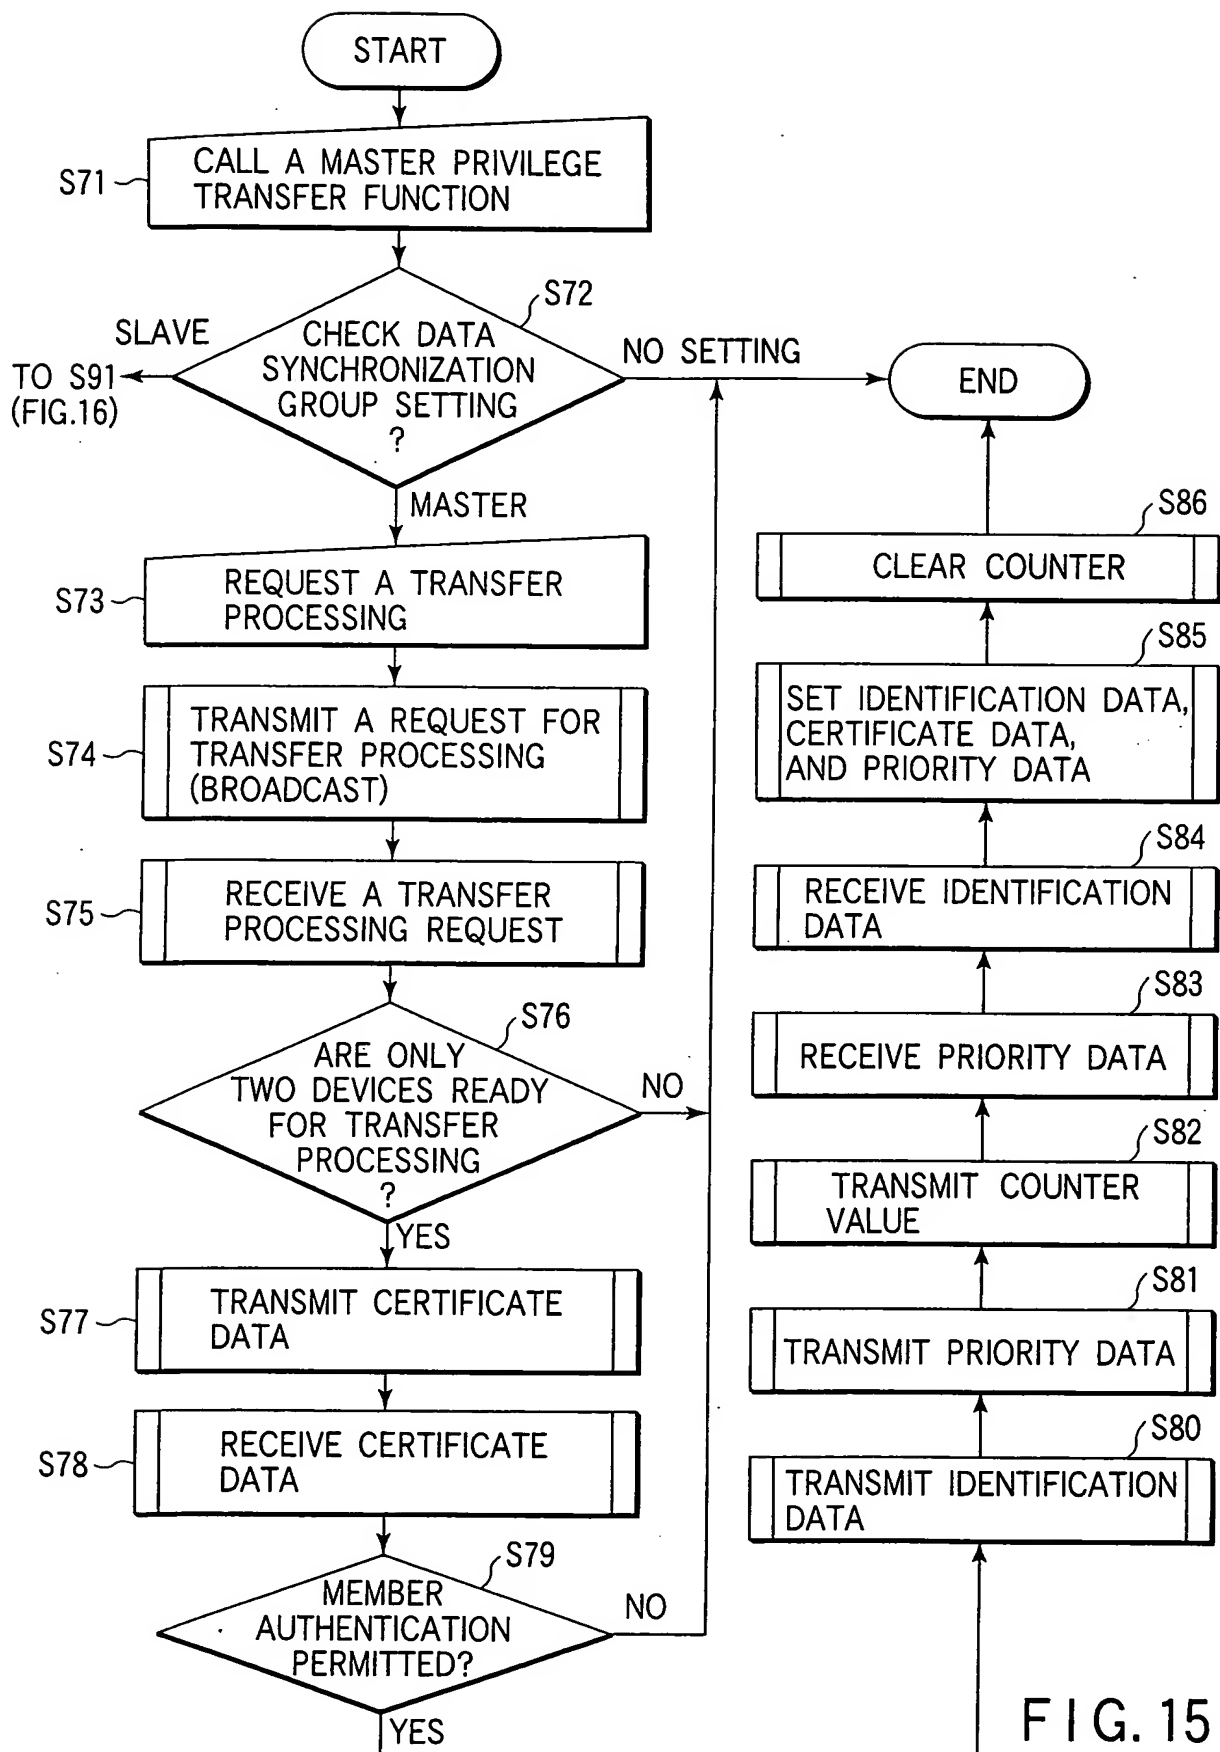 START
S71
CALL A MASTER PRIVILEGE
TRANSFER FUNCTION
S72
SLAVE
CHECK DATA
SYNCHRONIZATION
GROUP SETTING
?
NO SETTING
TO S91
(FIG.16)
END
MASTER
S73
REQUEST A TRANSFER
PROCESSING
S74
TRANSMIT A REQUEST FOR
TRANSFER PROCESSING
(BROADCAST)
S75
RECEIVE A TRANSFER
PROCESSING REQUEST
S76
ARE ONLY
TWO DEVICES READY
FOR TRANSFER
PROCESSING
?
NO
YES
S77
TRANSMIT CERTIFICATE
DATA
S78
RECEIVE CERTIFICATE
DATA
S79
MEMBER
AUTHENTICATION
PERMITTED?
NO
YES
S86
CLEAR COUNTER
S85
SET IDENTIFICATION DATA,
CERTIFICATE DATA,
AND PRIORITY DATA
S84
RECEIVE IDENTIFICATION
DATA
S83
RECEIVE PRIORITY DATA
S82
TRANSMIT COUNTER
VALUE
S81
TRANSMIT PRIORITY DATA
S80
TRANSMIT IDENTIFICATION
DATA
FIG. 15